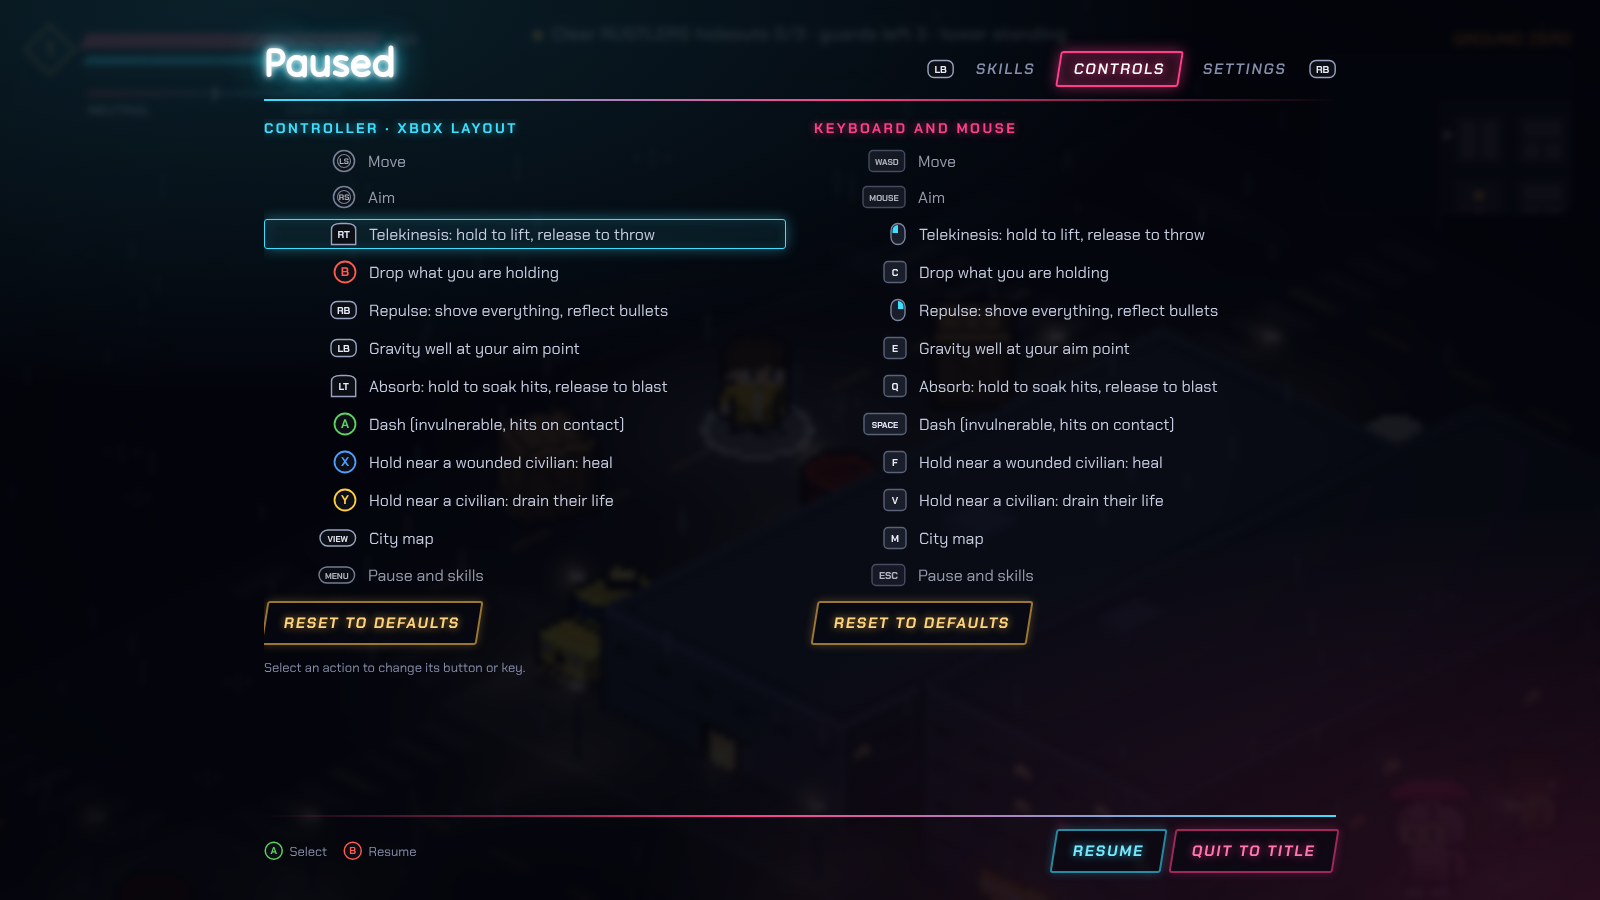 Paused
LB SKILLS CONTROLS SETTINGS RB
CONTROLLER · XBOX LAYOUT
LS Move
RS Aim
RT Telekinesis: hold to lift, release to throw
B Drop what you are holding
RB Repulse: shove everything, reflect bullets
LB Gravity well at your aim point
LT Absorb: hold to soak hits, release to blast
A Dash (invulnerable, hits on contact)
X Hold near a wounded civilian: heal
Y Hold near a civilian: drain their life
VIEW City map
MENU Pause and skills
RESET TO DEFAULTS
Select an action to change its button or key.
KEYBOARD AND MOUSE
WASD Move
MOUSE Aim
Telekinesis: hold to lift, release to throw
C Drop what you are holding
Repulse: shove everything, reflect bullets
E Gravity well at your aim point
Q Absorb: hold to soak hits, release to blast
SPACE Dash (invulnerable, hits on contact)
F Hold near a wounded civilian: heal
V Hold near a civilian: drain their life
M City map
ESC Pause and skills
RESET TO DEFAULTS
A Select B Resume
RESUME QUIT TO TITLE